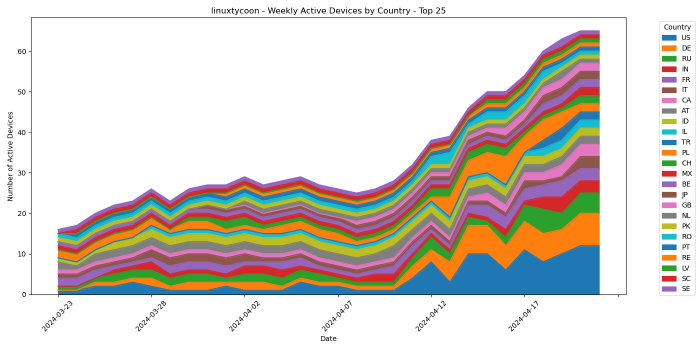 linuxtycoon - Weekly Active Devices by Country - Top 25
Number of Active Devices
60
50
40
30
20
10
0
2024-03-23
2024-03-28
2024-04-02
2024-04-07
2024-04-12
2024-04-17
Date
Country
US
DE
RU
IN
FR
IT
CA
AT
ID
IL
TR
PL
CH
MX
BE
JP
GB
NL
PK
RO
PT
RE
LV
SC
SE